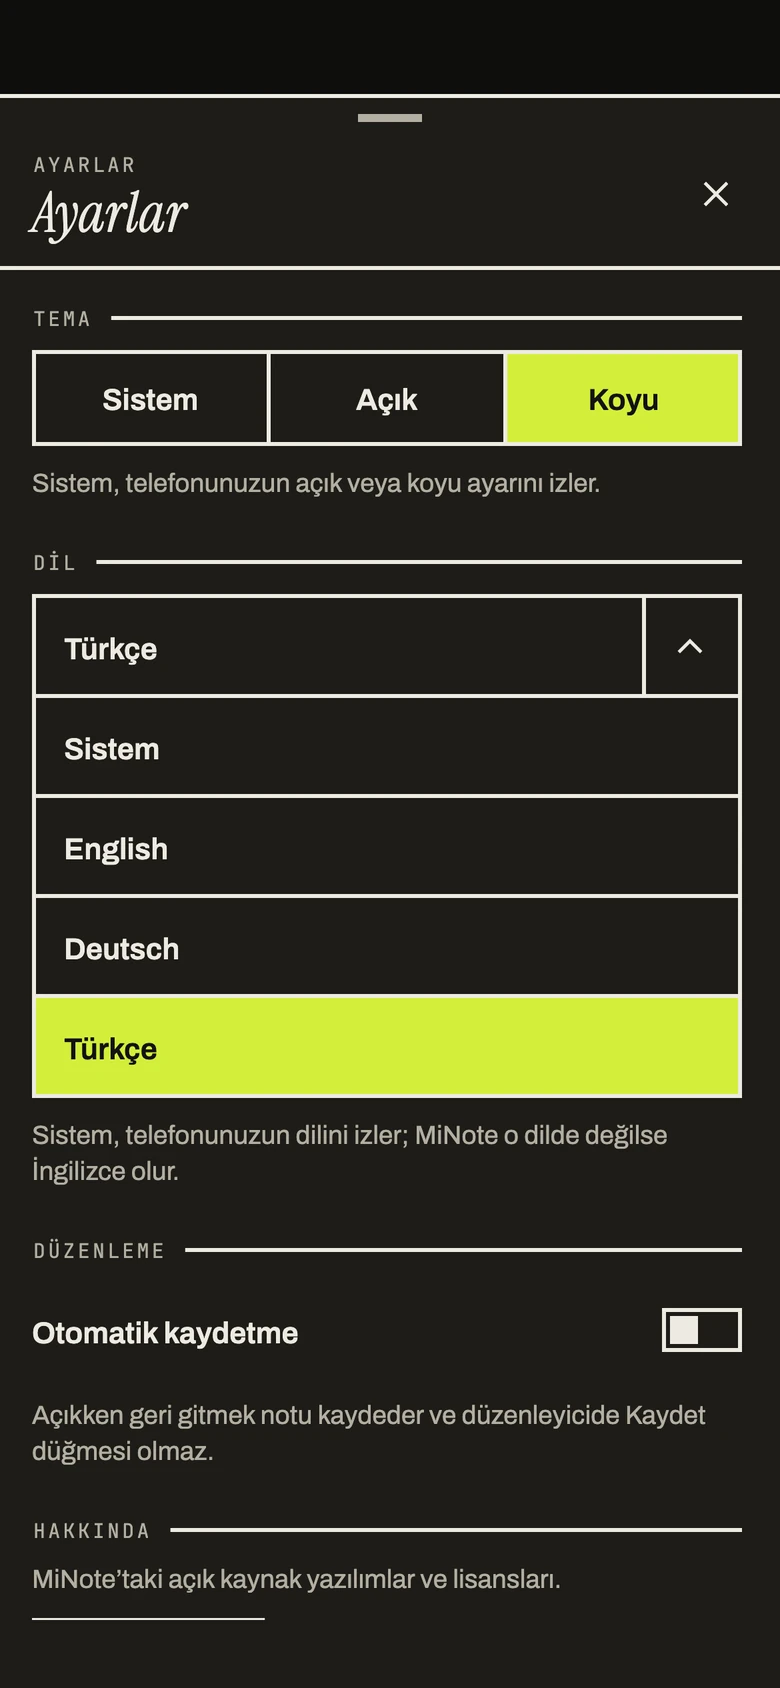 AYARLAR
Ayarlar
TEMA
Sistem
Açık
Koyu
Sistem, telefonunuzun açık veya koyu ayarını izler.
DİL
Türkçe
Sistem
English
Deutsch
Türkçe
Sistem, telefonunuzun dilini izler; MiNote o dilde değilse
İngilizce olur.
DÜZENLEME
Otomatik kaydetme
Açıkken geri gitmek notu kaydeder ve düzenleyicide Kaydet
düğmesi olmaz.
HAKKINDA
MiNote’taki açık kaynak yazılımlar ve lisansları.